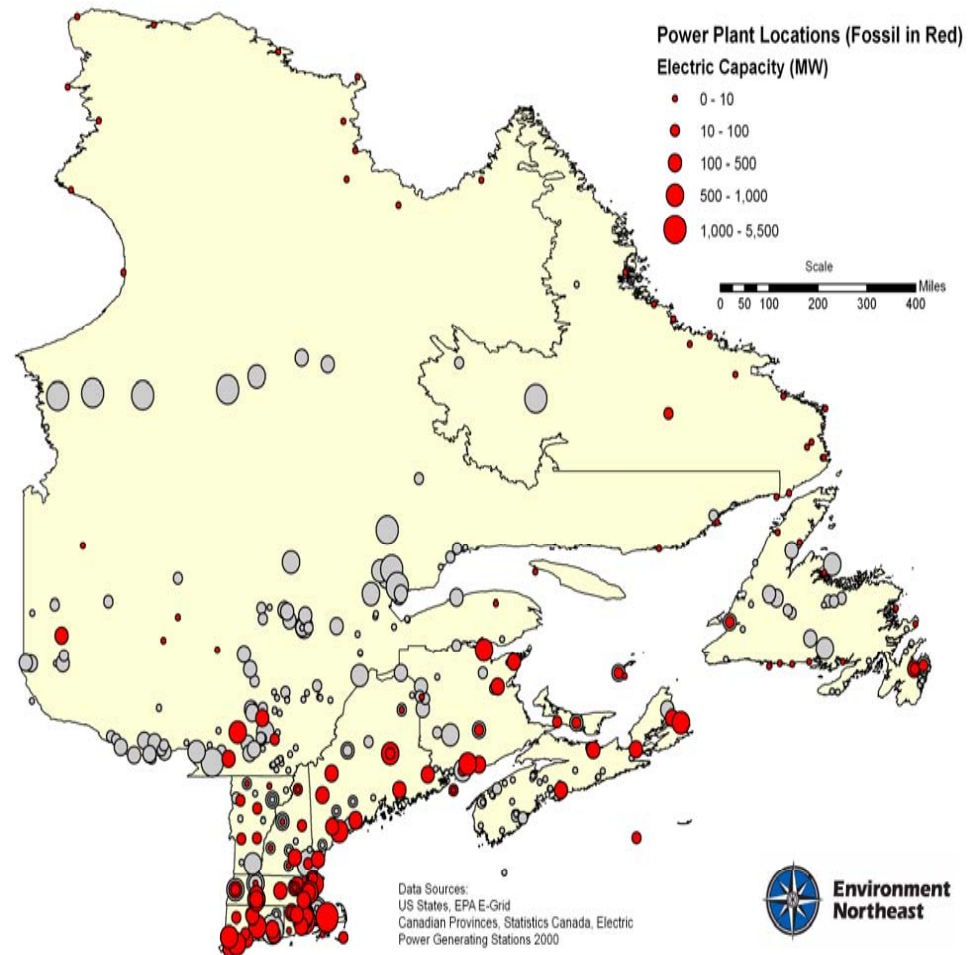 Power Plant Locations (Fossil in Red)
Electric Capacity (MW)
0 - 10
10 - 100
100 - 500
500 - 1,000
1,000 - 5,500
Scale
Miles
0 50 100 200 300 400
Data Sources:
US States, EPA E-Grid
Canadian Provinces, Statistics Canada, Electric
Power Generating Stations 2000
Environment
Northeast